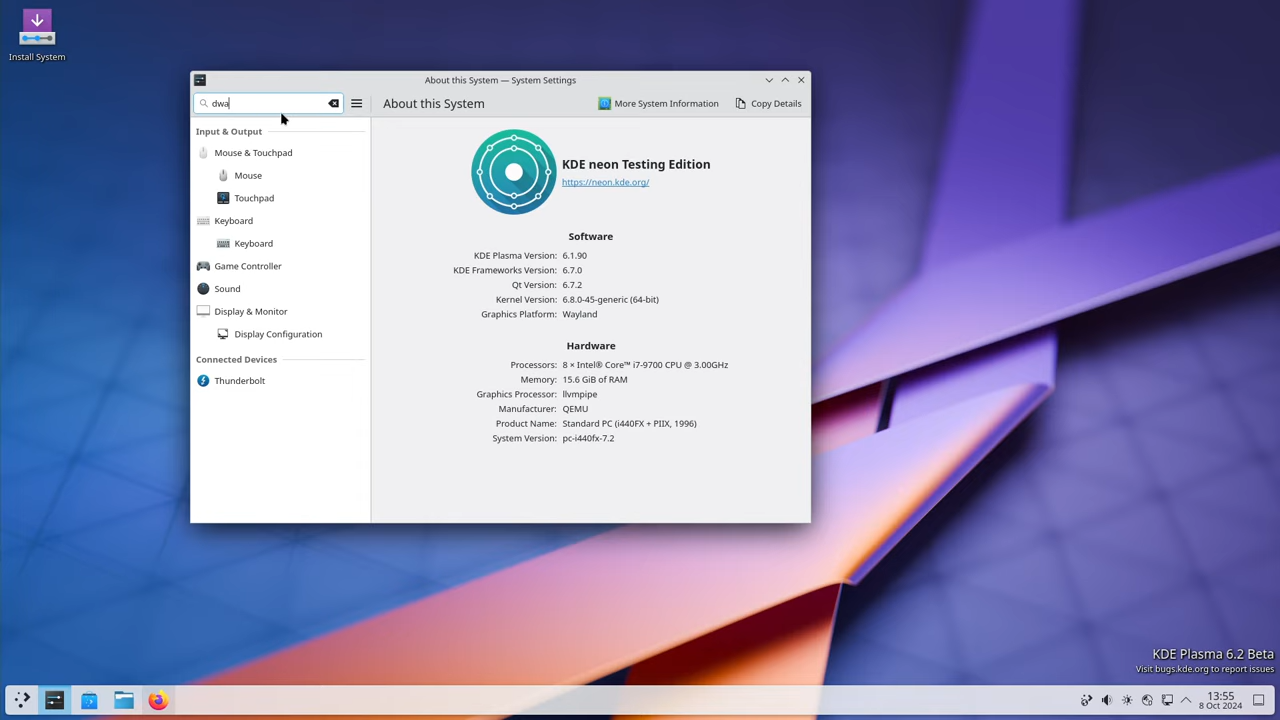 Install System
About this System — System Settings
dwa
About this System
More System Information
Copy Details
Input & Output
Mouse & Touchpad
Mouse
Touchpad
Keyboard
Keyboard
Game Controller
Sound
Display & Monitor
Display Configuration
Connected Devices
Thunderbolt
KDE neon Testing Edition
https://neon.kde.org/
Software
KDE Plasma Version: 6.1.90
KDE Frameworks Version: 6.7.0
Qt Version: 6.7.2
Kernel Version: 6.8.0-45-generic (64-bit)
Graphics Platform: Wayland
Hardware
Processors: 8 × Intel® Core™ i7-9700 CPU @ 3.00GHz
Memory: 15.6 GiB of RAM
Graphics Processor: llvmpipe
Manufacturer: QEMU
Product Name: Standard PC (i440FX + PIIX, 1996)
System Version: pc-i440fx-7.2
KDE Plasma 6.2 Beta
Visit bugs.kde.org to report issues
13:55
8 Oct 2024